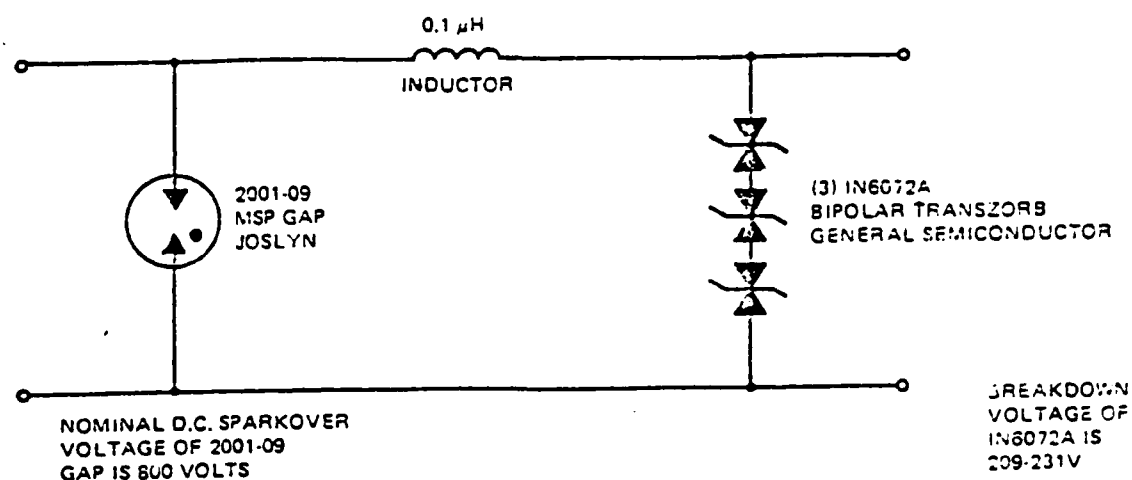 0.1 μH
INDUCTOR
2001-09
MSP GAP
JOSLYN
(3) IN6072A
BIPOLAR TRANSZORB
GENERAL SEMICONDUCTOR
NOMINAL D.C. SPARKOVER
VOLTAGE OF 2001-09
GAP IS 800 VOLTS
BREAKDOWN
VOLTAGE OF
IN6072A IS
209-231V